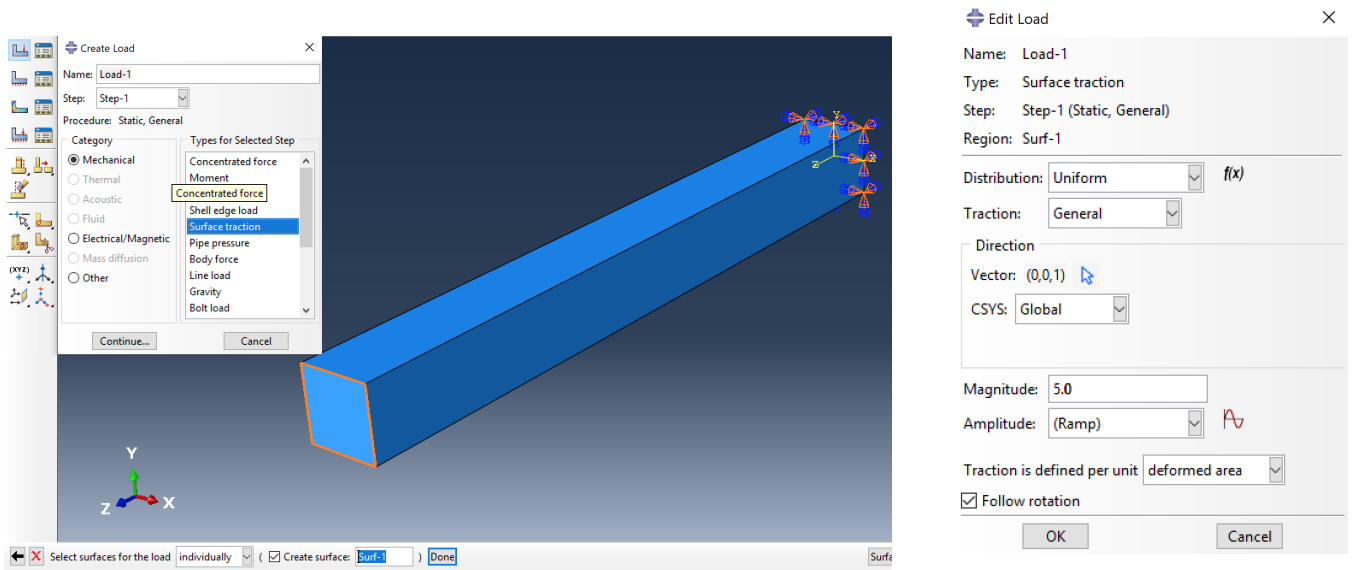 Create Load
Name: Load-1
Step: Step-1
Procedure: Static, General
Category
Mechanical
Thermal
Acoustic
Fluid
Electrical/Magnetic
Mass diffusion
Other
Types for Selected Step
Concentrated force
Moment
Concentrated force
Shell edge load
Surface traction
Pipe pressure
Body force
Line load
Gravity
Bolt load
Continue... Cancel
(XYZ)
Y
X
Z
Y
Z X
Select surfaces for the load individually ( Create surface: Surf-1 ) Done Surfa
Edit Load
Name: Load-1
Type: Surface traction
Step: Step-1 (Static, General)
Region: Surf-1
Distribution: Uniform f(x)
Traction: General
Direction
Vector: (0,0,1)
CSYS: Global
Magnitude: 5.0
Amplitude: (Ramp)
Traction is defined per unit deformed area
Follow rotation
OK Cancel